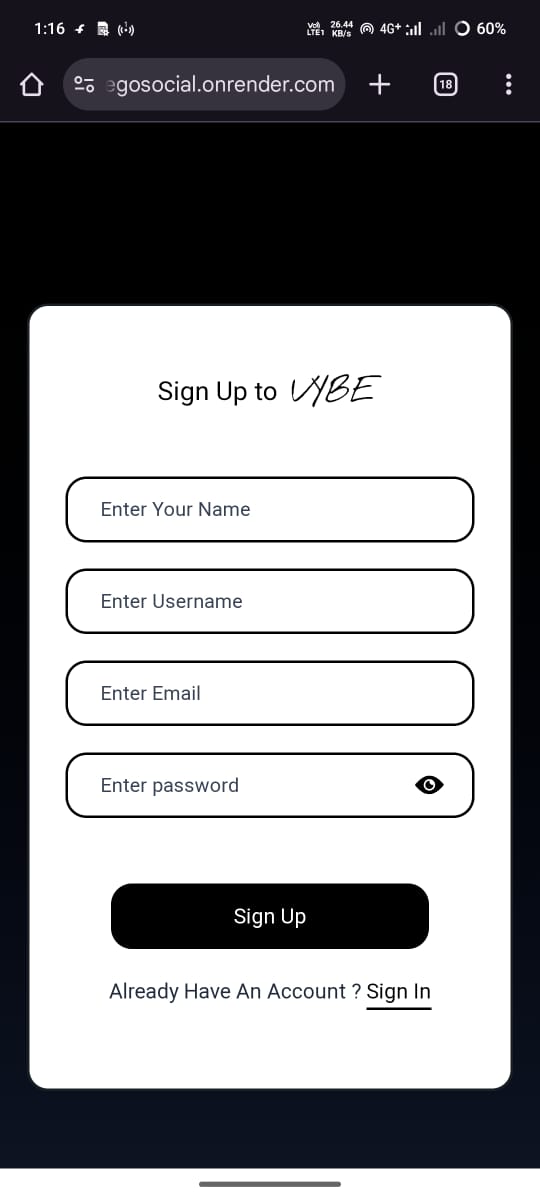 1:16 Vo) LTE1 26.44 KB/s 4G+ 60%
egosocial.onrender.com 18
Sign Up to VYBE
Enter Your Name
Enter Username
Enter Email
Enter password
Sign Up
Already Have An Account ? Sign In